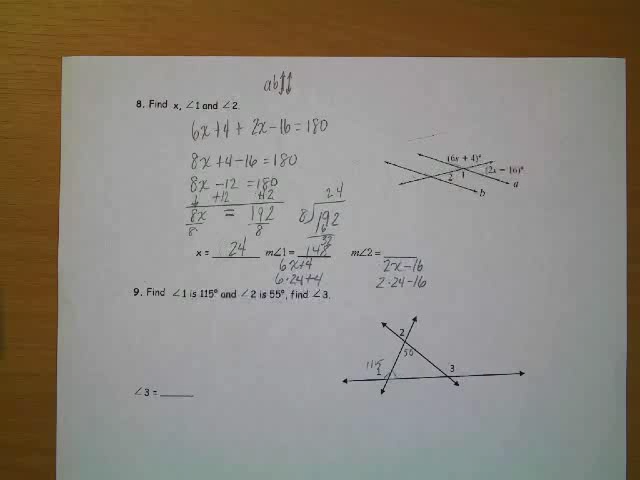 ab
8. Find x, ∠1 and ∠2.
6x+4 + 2x-16 = 180
8x+4-16 = 180
8x-12 = 180
+12 +12
8x = 192
8 8
24
8)192
32
(6x + 4)°
(2x - 16)°
2 1
a
b
x = 24 m∠1 = 148 m∠2 = ____
6x+4 2x-16
6·24+4 2·24-16
9. Find ∠1 is 115° and ∠2 is 55°, find ∠3.
2
115
1
3
∠3 = ____